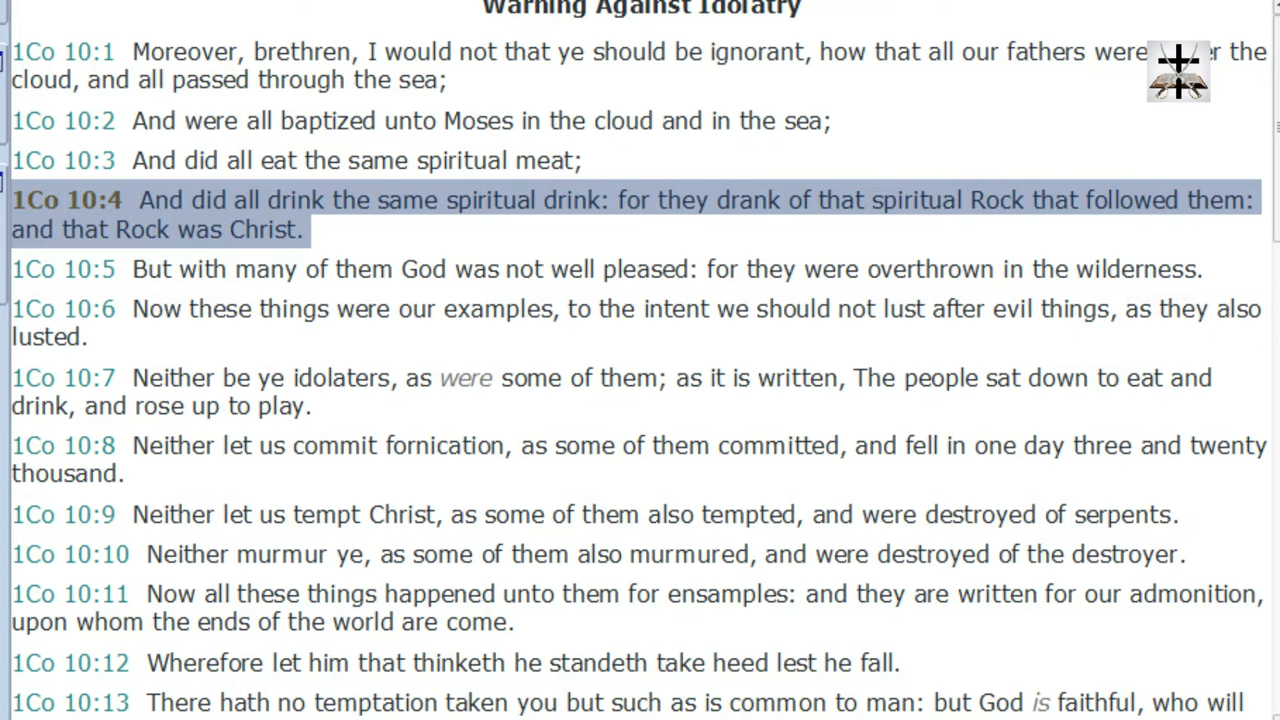 Warning Against Idolatry
1Co 10:1 Moreover, brethren, I would not that ye should be ignorant, how that all our fathers were the
cloud, and all passed through the sea;
1Co 10:2 And were all baptized unto Moses in the cloud and in the sea;
1Co 10:3 And did all eat the same spiritual meat;
1Co 10:4 And did all drink the same spiritual drink: for they drank of that spiritual Rock that followed them:
and that Rock was Christ.
1Co 10:5 But with many of them God was not well pleased: for they were overthrown in the wilderness.
1Co 10:6 Now these things were our examples, to the intent we should not lust after evil things, as they also
lusted.
1Co 10:7 Neither be ye idolaters, as were some of them; as it is written, The people sat down to eat and
drink, and rose up to play.
1Co 10:8 Neither let us commit fornication, as some of them committed, and fell in one day three and twenty
thousand.
1Co 10:9 Neither let us tempt Christ, as some of them also tempted, and were destroyed of serpents.
1Co 10:10 Neither murmur ye, as some of them also murmured, and were destroyed of the destroyer.
1Co 10:11 Now all these things happened unto them for ensamples: and they are written for our admonition,
upon whom the ends of the world are come.
1Co 10:12 Wherefore let him that thinketh he standeth take heed lest he fall.
1Co 10:13 There hath no temptation taken you but such as is common to man: but God is faithful, who will